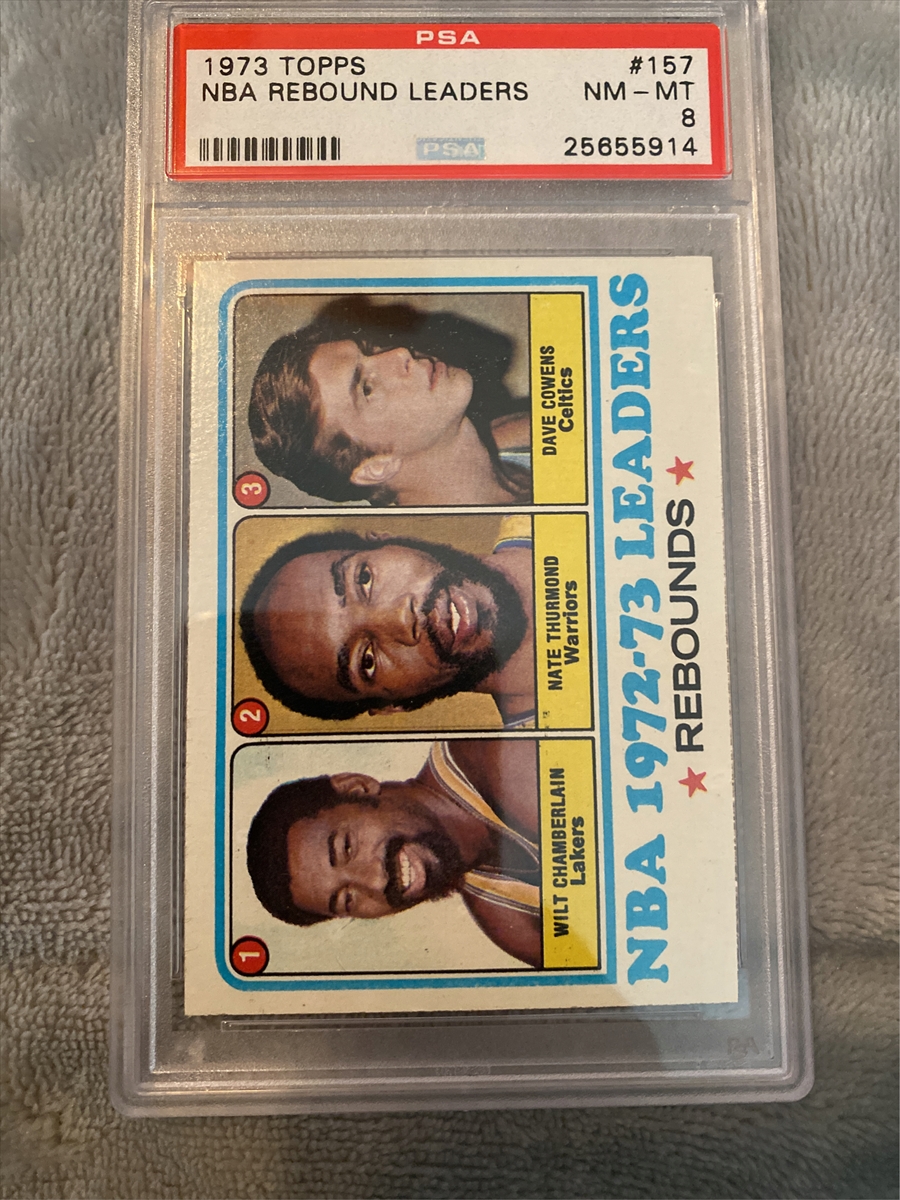 PSA
1973 TOPPS #157
NBA REBOUND LEADERS NM-MT
8
PSA 25655914
1
WILT CHAMBERLAIN
Lakers
2
NATE THURMOND
Warriors
3
DAVE COWENS
Celtics
NBA 1972-73 LEADERS
★ REBOUNDS ★